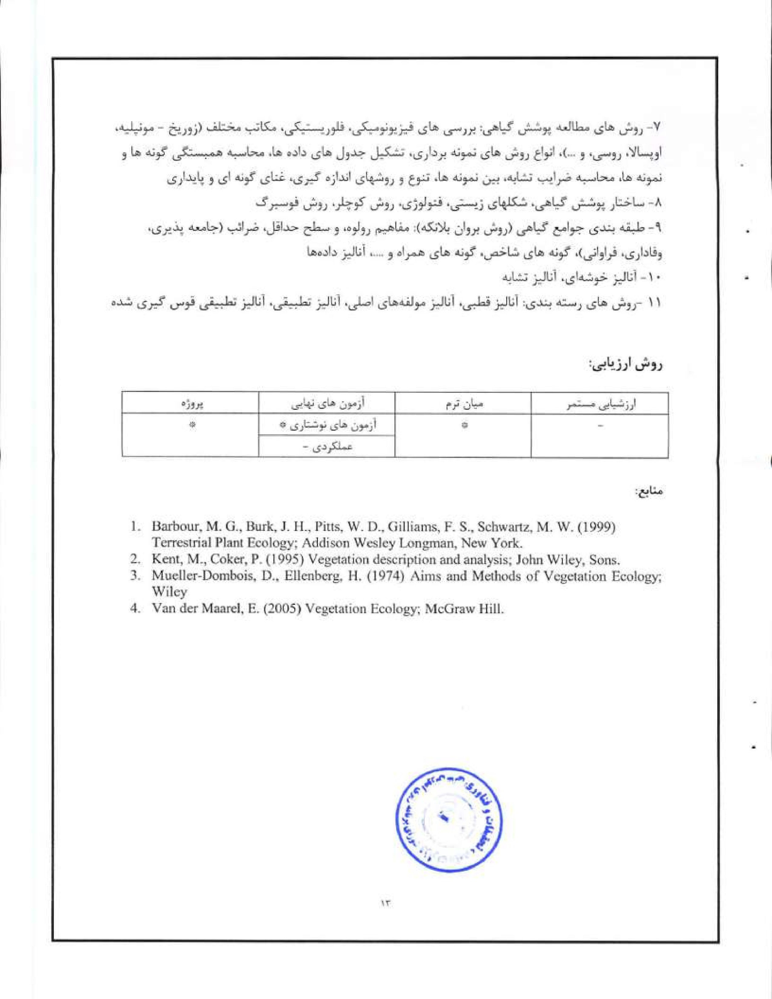 ۷- روش های مطالعه پوشش گیاهی: بررسی های فیزیونومیکی، فلوریستیکی، مکاتب مختلف (زوریخ - مونپلیه،
اوپسالا، روسی، و ...)، انواع روش های نمونه برداری، تشکیل جدول های داده ها، محاسبه همبستگی گونه ها و
نمونه ها، محاسبه ضرایب تشابه، بین نمونه ها، تنوع و روشهای اندازه گیری، غنای گونه ای و پایداری
۸- ساختار پوشش گیاهی، شکلهای زیستی، فنولوژی، روش کوچلر، روش فوسبرگ
۹- طبقه بندی جوامع گیاهی (روش بروان بلانکه): مفاهیم رولوه، و سطح حداقل، ضرائب (جامعه پذیری،
وفاداری، فراوانی)، گونه های شاخص، گونه های همراه و ....، آنالیز داده‌ها
۱۰- آنالیز خوشه‌ای، آنالیز تشابه
۱۱ -روش های رسته بندی: آنالیز قطبی، آنالیز مولفه‌های اصلی، آنالیز تطبیقی، آنالیز تطبیقی قوس گیری شده
روش ارزیابی:
ارزشیابی مستمر میان ترم آزمون های نهایی پروژه
- * آزمون های نوشتاری * *
عملکردی -
منابع:
1. Barbour, M. G., Burk, J. H., Pitts, W. D., Gilliams, F. S., Schwartz, M. W. (1999)
Terrestrial Plant Ecology; Addison Wesley Longman, New York.
2. Kent, M., Coker, P. (1995) Vegetation description and analysis; John Wiley, Sons.
3. Mueller-Dombois, D., Ellenberg, H. (1974) Aims and Methods of Vegetation Ecology;
Wiley
4. Van der Maarel, E. (2005) Vegetation Ecology; McGraw Hill.
تحقیقات و فناوری
۱۳